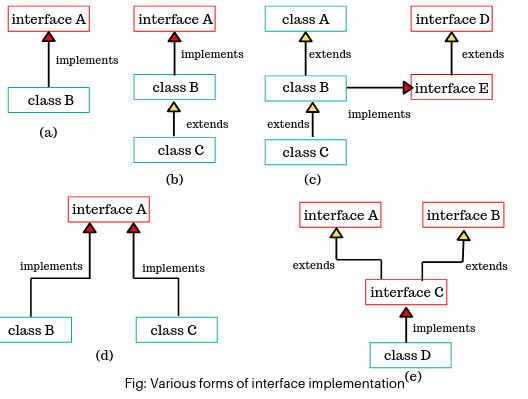 interface A
implements
class B
(a)
interface A
implements
class B
extends
class C
(b)
class A
interface D
extends
extends
class B
interface E
implements
extends
class C
(c)
interface A
implements
implements
class B
class C
(d)
interface A
interface B
extends
extends
interface C
implements
class D
(e)
Fig: Various forms of interface implementation